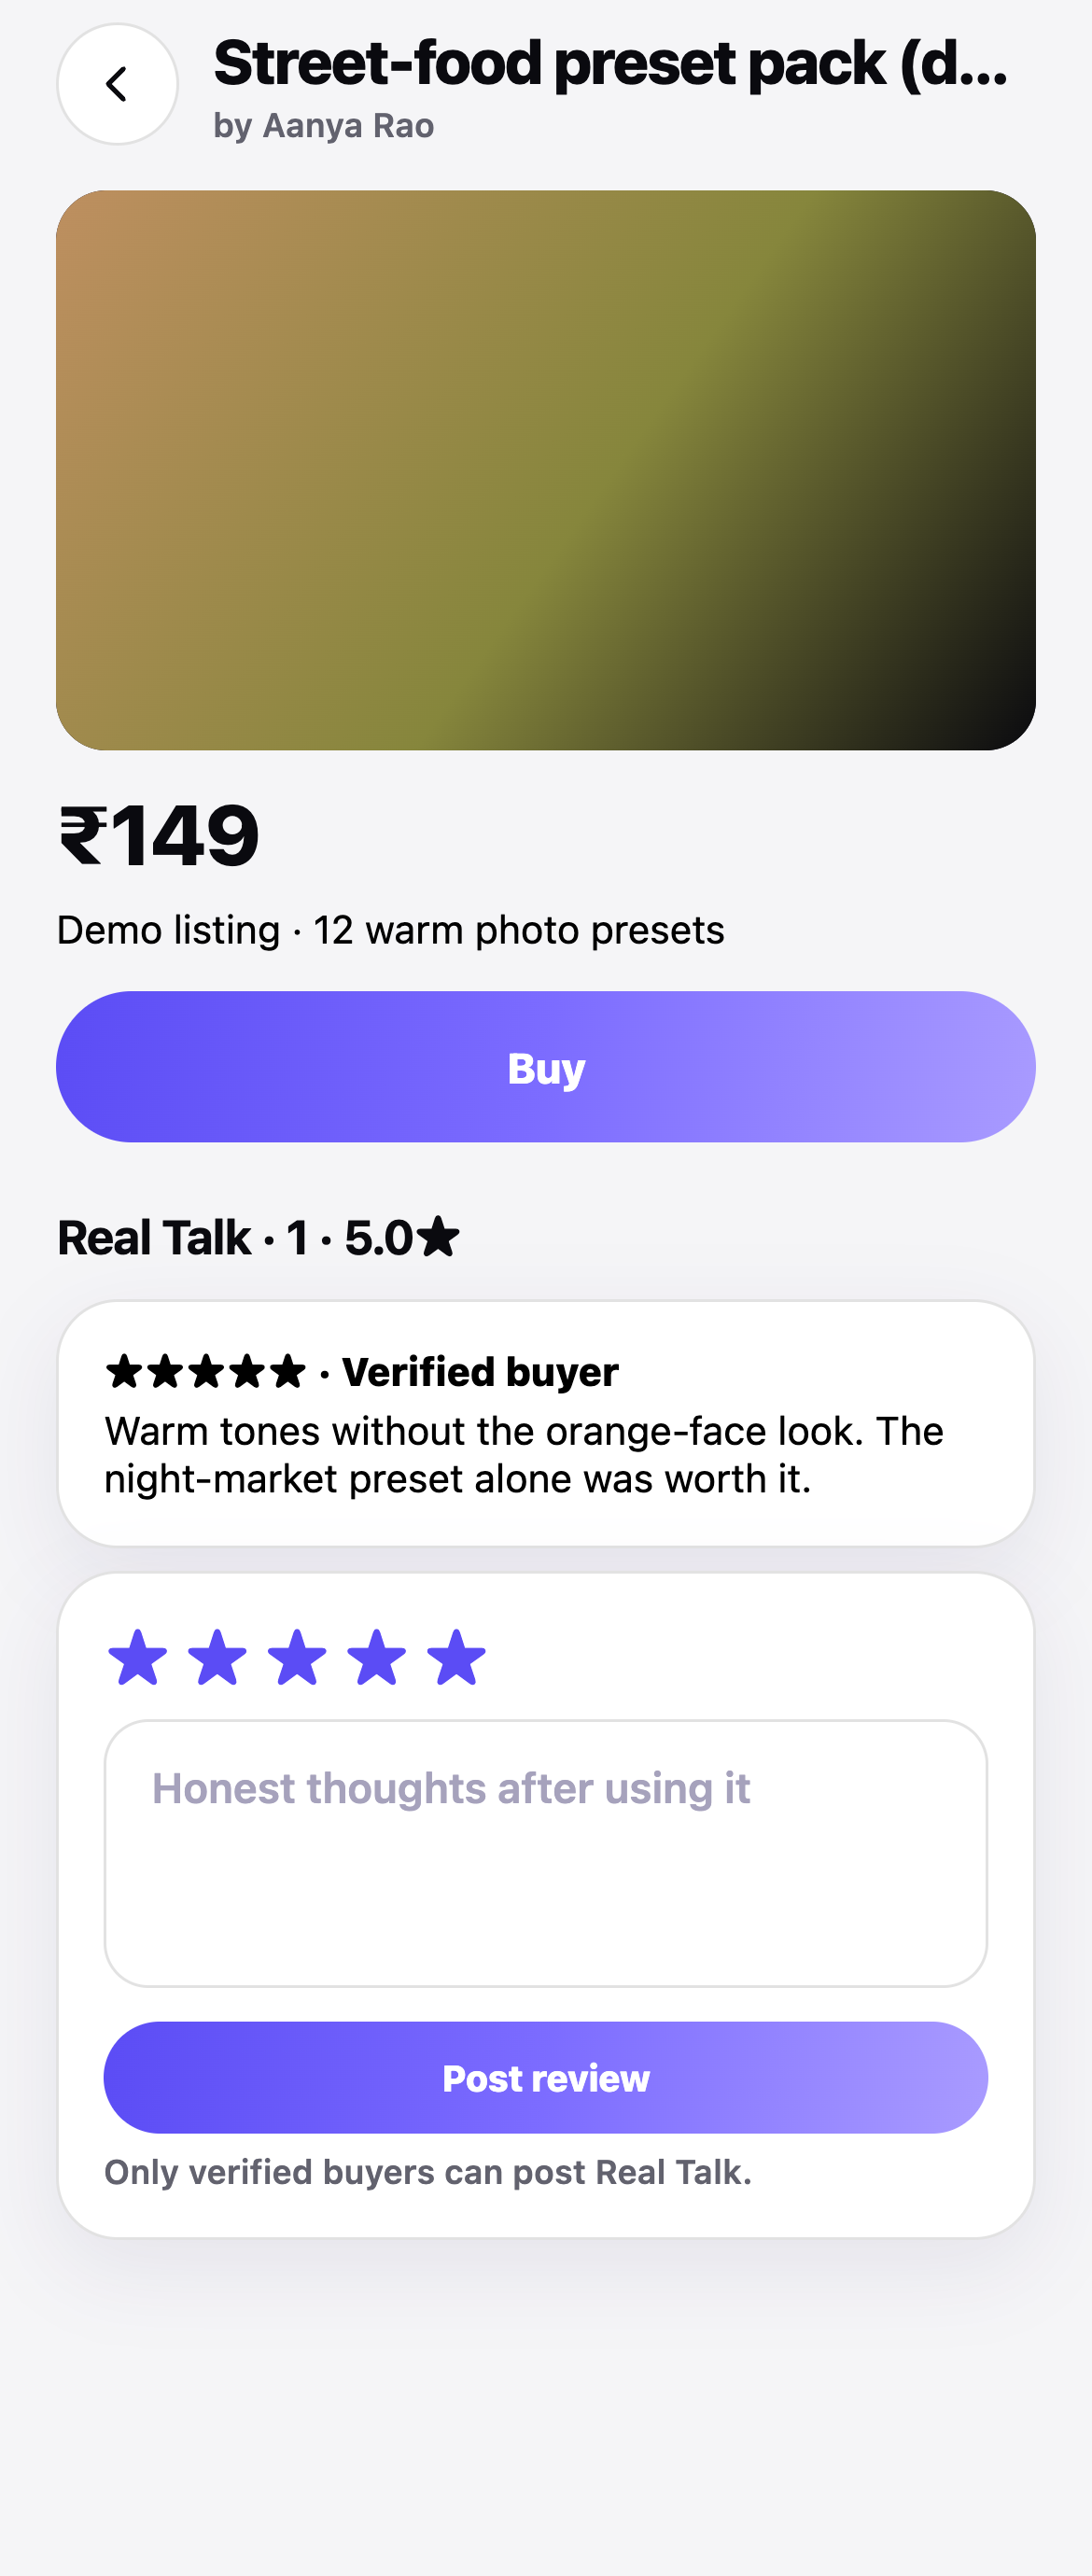 Street-food preset pack (d...
by Aanya Rao
₹149
Demo listing · 12 warm photo presets
Buy
Real Talk · 1 · 5.0★
★★★★★ · Verified buyer
Warm tones without the orange-face look. The
night-market preset alone was worth it.
★ ★ ★ ★ ★
Honest thoughts after using it
Post review
Only verified buyers can post Real Talk.